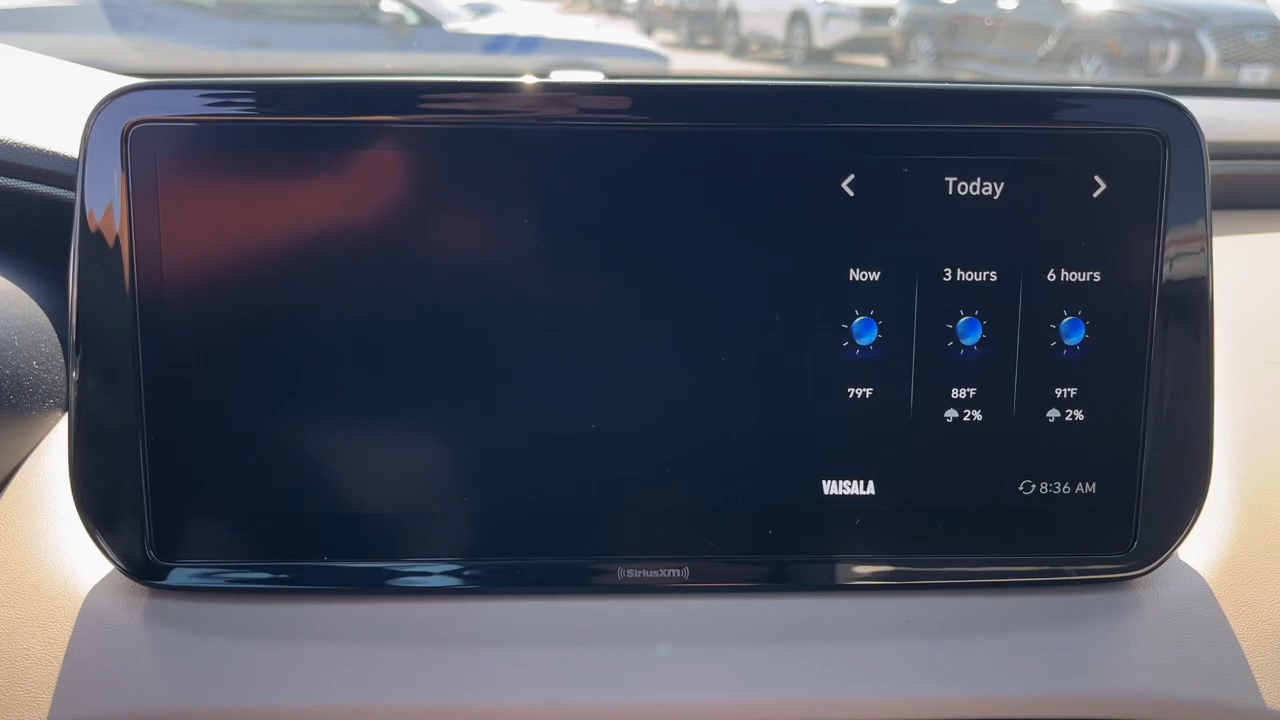 Today
Now 3 hours 6 hours
79°F 88°F 91°F
2% 2%
VAISALA 8:36 AM
SiriusXM